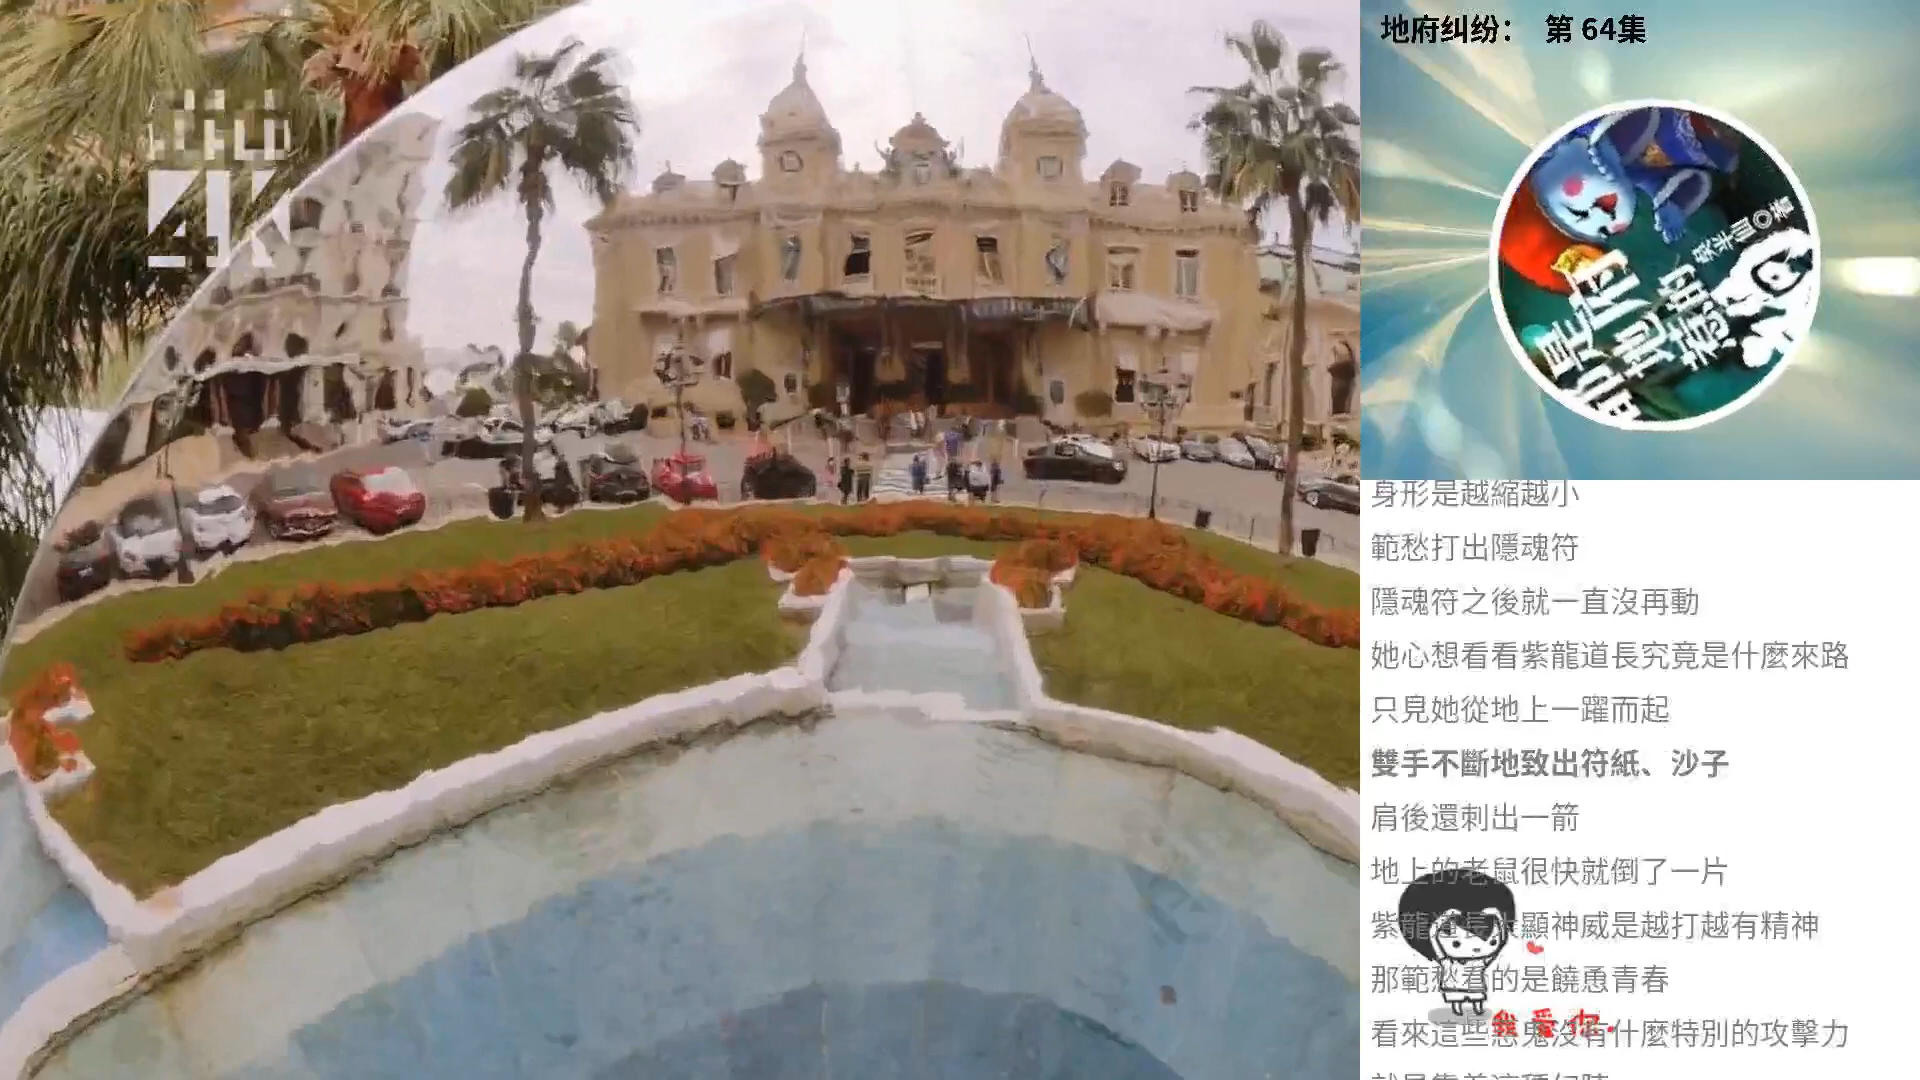 4K
地府纠纷： 第 64集
身形是越縮越小
範愁打出隱魂符
隱魂符之後就一直沒再動
她心想看看紫龍道長究竟是什麼來路
只見她從地上一躍而起
雙手不斷地致出符紙、沙子
肩後還刺出一箭
地上的老鼠很快就倒了一片
紫龍道長大顯神威是越打越有精神
那範愁看的是饒恿青春
看來這些惡鬼沒有什麼特別的攻擊力
我爱你.